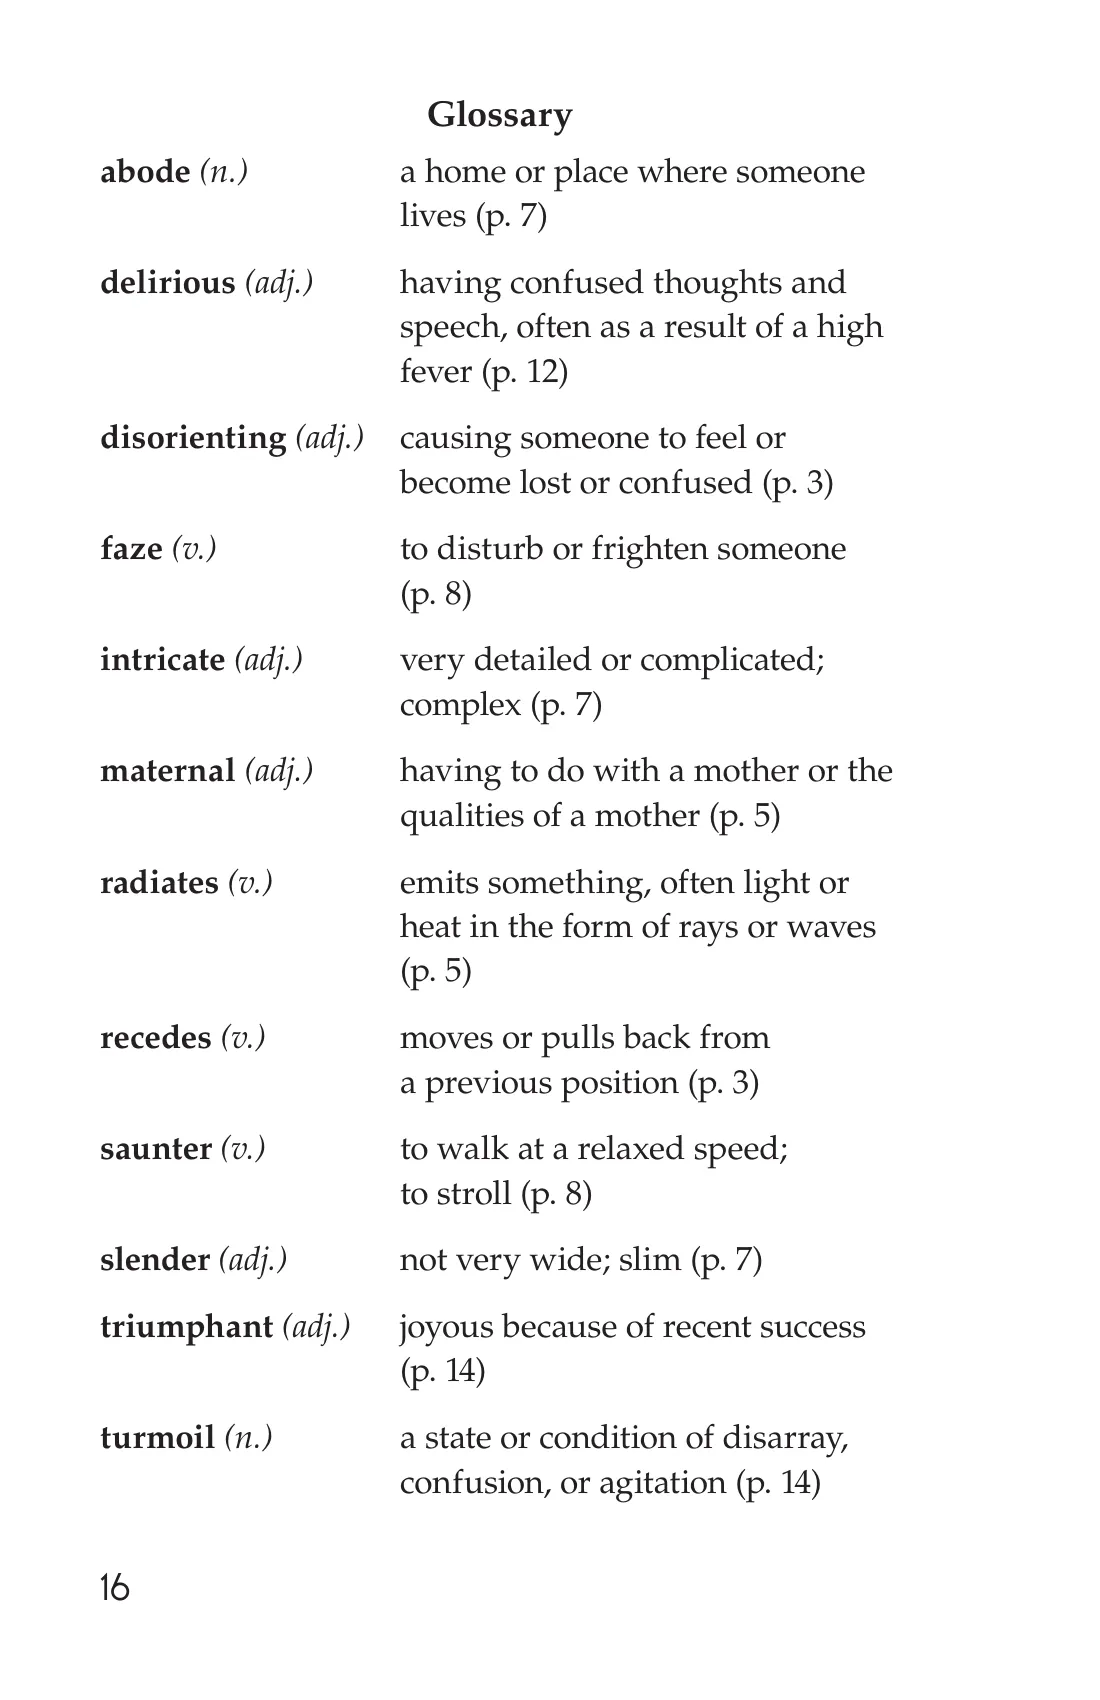 Glossary
abode (n.) a home or place where someone
lives (p. 7)
delirious (adj.) having confused thoughts and
speech, often as a result of a high
fever (p. 12)
disorienting (adj.) causing someone to feel or
become lost or confused (p. 3)
faze (v.) to disturb or frighten someone
(p. 8)
intricate (adj.) very detailed or complicated;
complex (p. 7)
maternal (adj.) having to do with a mother or the
qualities of a mother (p. 5)
radiates (v.) emits something, often light or
heat in the form of rays or waves
(p. 5)
recedes (v.) moves or pulls back from
a previous position (p. 3)
saunter (v.) to walk at a relaxed speed;
to stroll (p. 8)
slender (adj.) not very wide; slim (p. 7)
triumphant (adj.) joyous because of recent success
(p. 14)
turmoil (n.) a state or condition of disarray,
confusion, or agitation (p. 14)
16